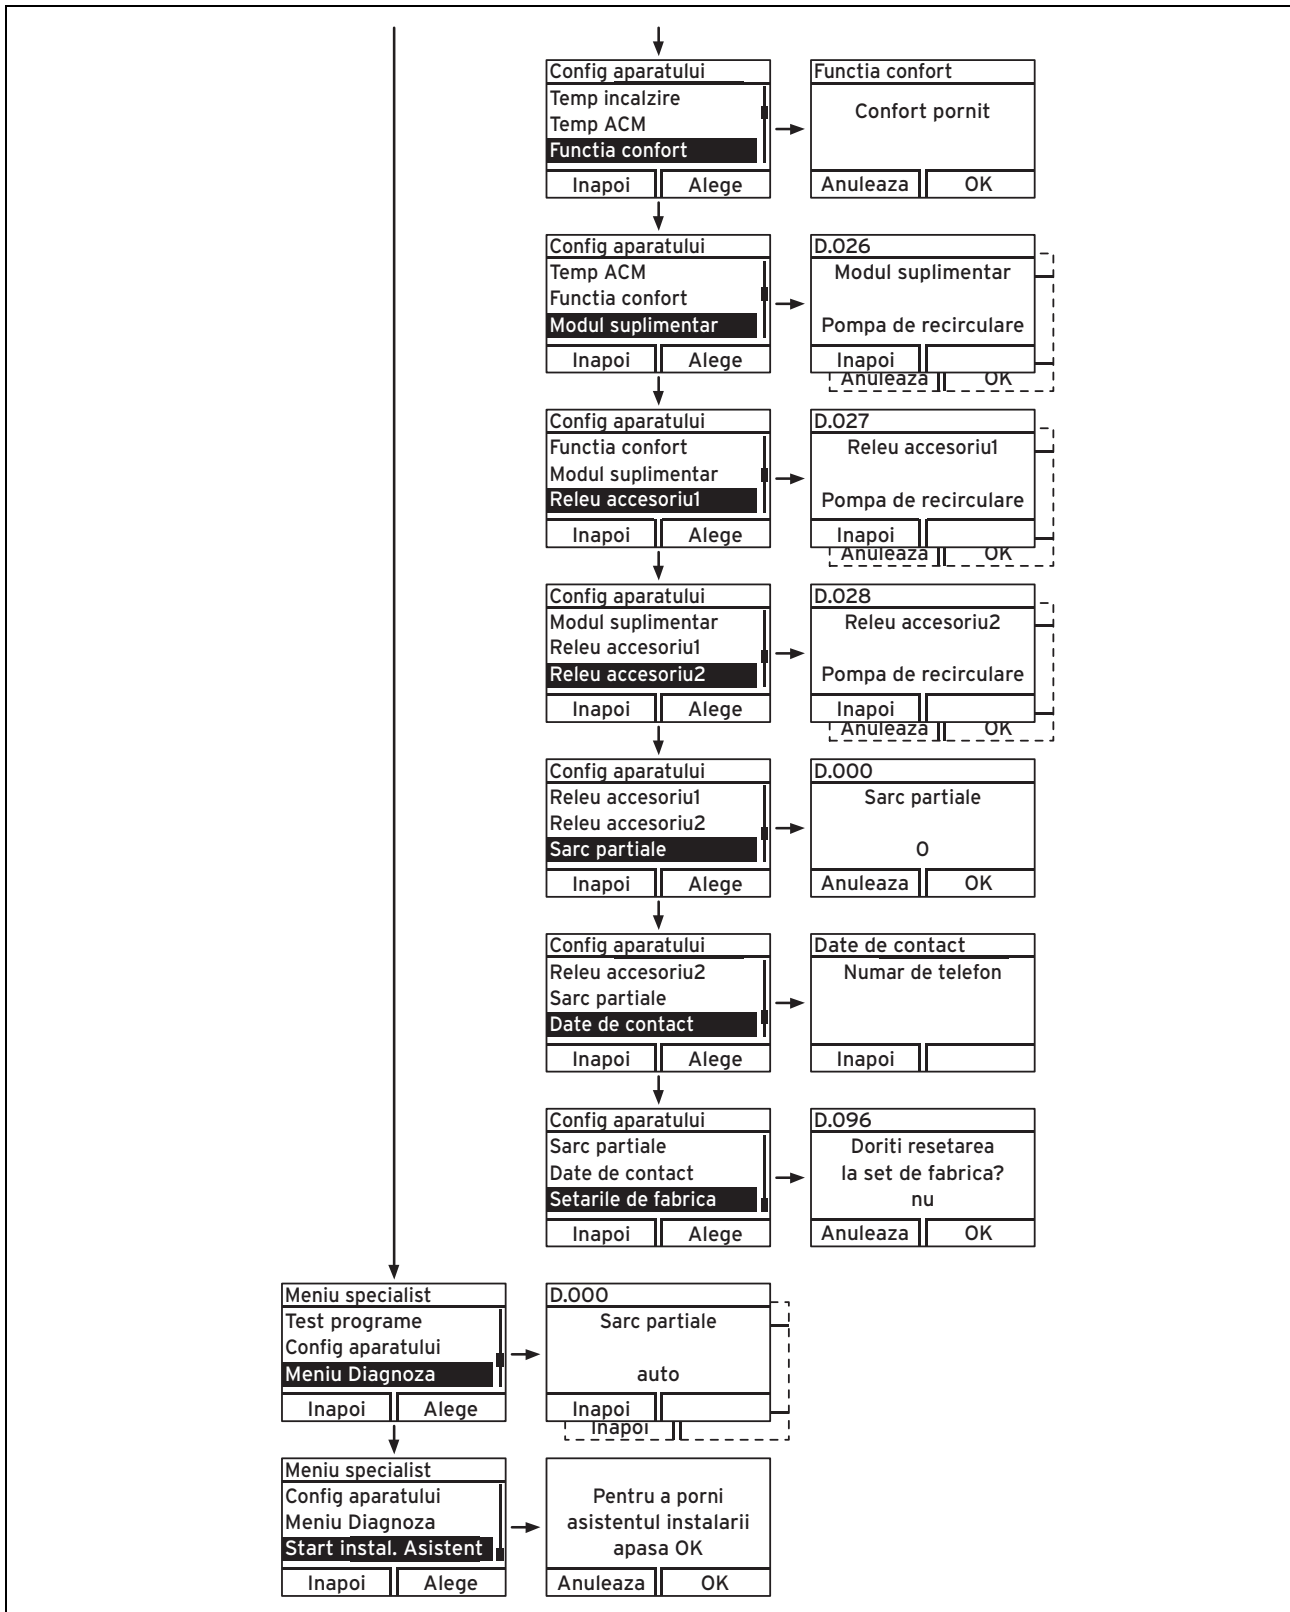 Config aparatului
Temp incalzire
Temp ACM
Functia confort
Inapoi Alege
Functia confort
Confort pornit
Anuleaza OK
Config aparatului
Temp ACM
Functia confort
Modul suplimentar
Inapoi Alege
D.026
Modul suplimentar
Pompa de recirculare
Inapoi
Anuleaza OK
Config aparatului
Functia confort
Modul suplimentar
Releu accesoriu1
Inapoi Alege
D.027
Releu accesoriu1
Pompa de recirculare
Inapoi
Anuleaza OK
Config aparatului
Modul suplimentar
Releu accesoriu1
Releu accesoriu2
Inapoi Alege
D.028
Releu accesoriu2
Pompa de recirculare
Inapoi
Anuleaza OK
Config aparatului
Releu accesoriu1
Releu accesoriu2
Sarc partiale
Inapoi Alege
D.000
Sarc partiale
0
Anuleaza OK
Config aparatului
Releu accesoriu2
Sarc partiale
Date de contact
Inapoi Alege
Date de contact
Numar de telefon
Inapoi
Config aparatului
Sarc partiale
Date de contact
Setarile de fabrica
Inapoi Alege
D.096
Doriti resetarea
la set de fabrica?
nu
Anuleaza OK
Meniu specialist
Test programe
Config aparatului
Meniu Diagnoza
Inapoi Alege
D.000
Sarc partiale
auto
Inapoi
Inapoi
Meniu specialist
Config aparatului
Meniu Diagnoza
Start instal. Asistent
Inapoi Alege
Pentru a porni
asistentul instalarii
apasa OK
Anuleaza OK